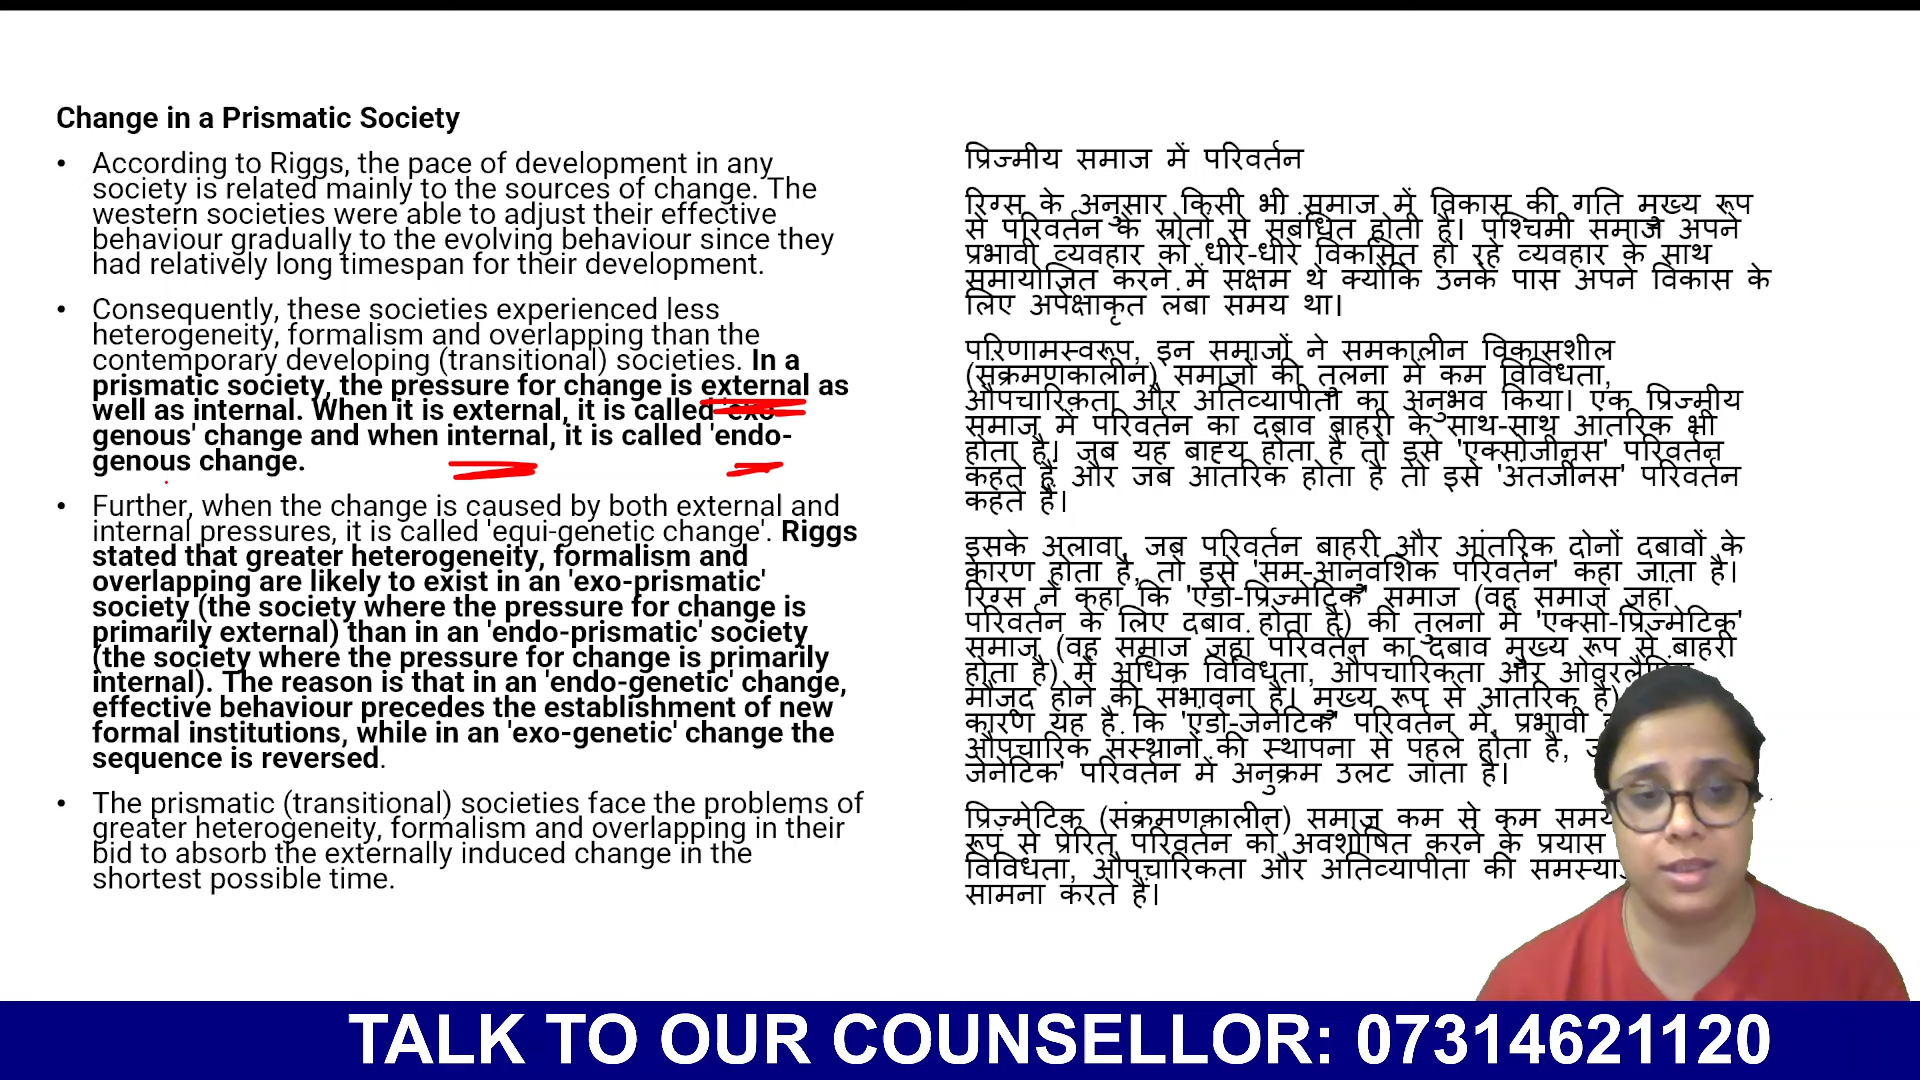 Change in a Prismatic Society
• According to Riggs, the pace of development in any
society is related mainly to the sources of change. The
western societies were able to adjust their effective
behaviour gradually to the evolving behaviour since they
had relatively long timespan for their development.
• Consequently, these societies experienced less
heterogeneity, formalism and overlapping than the
contemporary developing (transitional) societies. In a
prismatic society, the pressure for change is external as
well as internal. When it is external, it is called 'exo-
genous' change and when internal, it is called 'endo-
genous change.
• Further, when the change is caused by both external and
internal pressures, it is called 'equi-genetic change'. Riggs
stated that greater heterogeneity, formalism and
overlapping are likely to exist in an 'exo-prismatic'
society (the society where the pressure for change is
primarily external) than in an 'endo-prismatic' society
(the society where the pressure for change is primarily
internal). The reason is that in an 'endo-genetic' change,
effective behaviour precedes the establishment of new
formal institutions, while in an 'exo-genetic' change the
sequence is reversed.
• The prismatic (transitional) societies face the problems of
greater heterogeneity, formalism and overlapping in their
bid to absorb the externally induced change in the
shortest possible time.
प्रिज्मीय समाज में परिवर्तन
रिग्स के अनुसार किसी भी समाज में विकास की गति मुख्य रूप
से परिवर्तन के स्रोतों से संबंधित होती है। पश्चिमी समाज अपने
प्रभावी व्यवहार को धीरे-धीरे विकसित हो रहे व्यवहार के साथ
समायोजित करने में सक्षम थे क्योंकि उनके पास अपने विकास के
लिए अपेक्षाकृत लंबा समय था।
परिणामस्वरूप, इन समाजों ने समकालीन विकासशील
(संक्रमणकालीन) समाजों की तुलना में कम विविधता,
औपचारिकता और अतिव्यापीता का अनुभव किया। एक प्रिज्मीय
समाज में परिवर्तन का दबाव बाहरी के साथ-साथ आंतरिक भी
होता है। जब यह बाह्य होता है तो इसे 'एक्सोजीनस' परिवर्तन
कहते हैं और जब आंतरिक होता है तो इसे 'अंतर्जीनस' परिवर्तन
कहते हैं।
इसके अलावा, जब परिवर्तन बाहरी और आंतरिक दोनों दबावों के
कारण होता है, तो इसे 'सम-आनुवंशिक परिवर्तन' कहा जाता है।
रिग्स ने कहा कि 'एंडो-प्रिज्मेटिक' समाज (वह समाज जहां
परिवर्तन के लिए दबाव होता है) की तुलना में 'एक्सो-प्रिज्मेटिक'
समाज (वह समाज जहां परिवर्तन का दबाव मुख्य रूप से बाहरी
होता है) में अधिक विविधता, औपचारिकता और ओवरलैपिंग
मौजूद होने की संभावना है। मुख्य रूप से आंतरिक है)
कारण यह है कि 'एंडो-जेनेटिक' परिवर्तन में, प्रभावी
औपचारिक संस्थानों की स्थापना से पहले होता है,
जेनेटिक' परिवर्तन में अनुक्रम उलट जाता है।
प्रिज्मेटिक (संक्रमणकालीन) समाज कम से कम समय
रूप से प्रेरित परिवर्तन को अवशोषित करने के प्रयास
विविधता, औपचारिकता और अतिव्यापीता की
सामना करते हैं।
TALK TO OUR COUNSELLOR: 07314621120